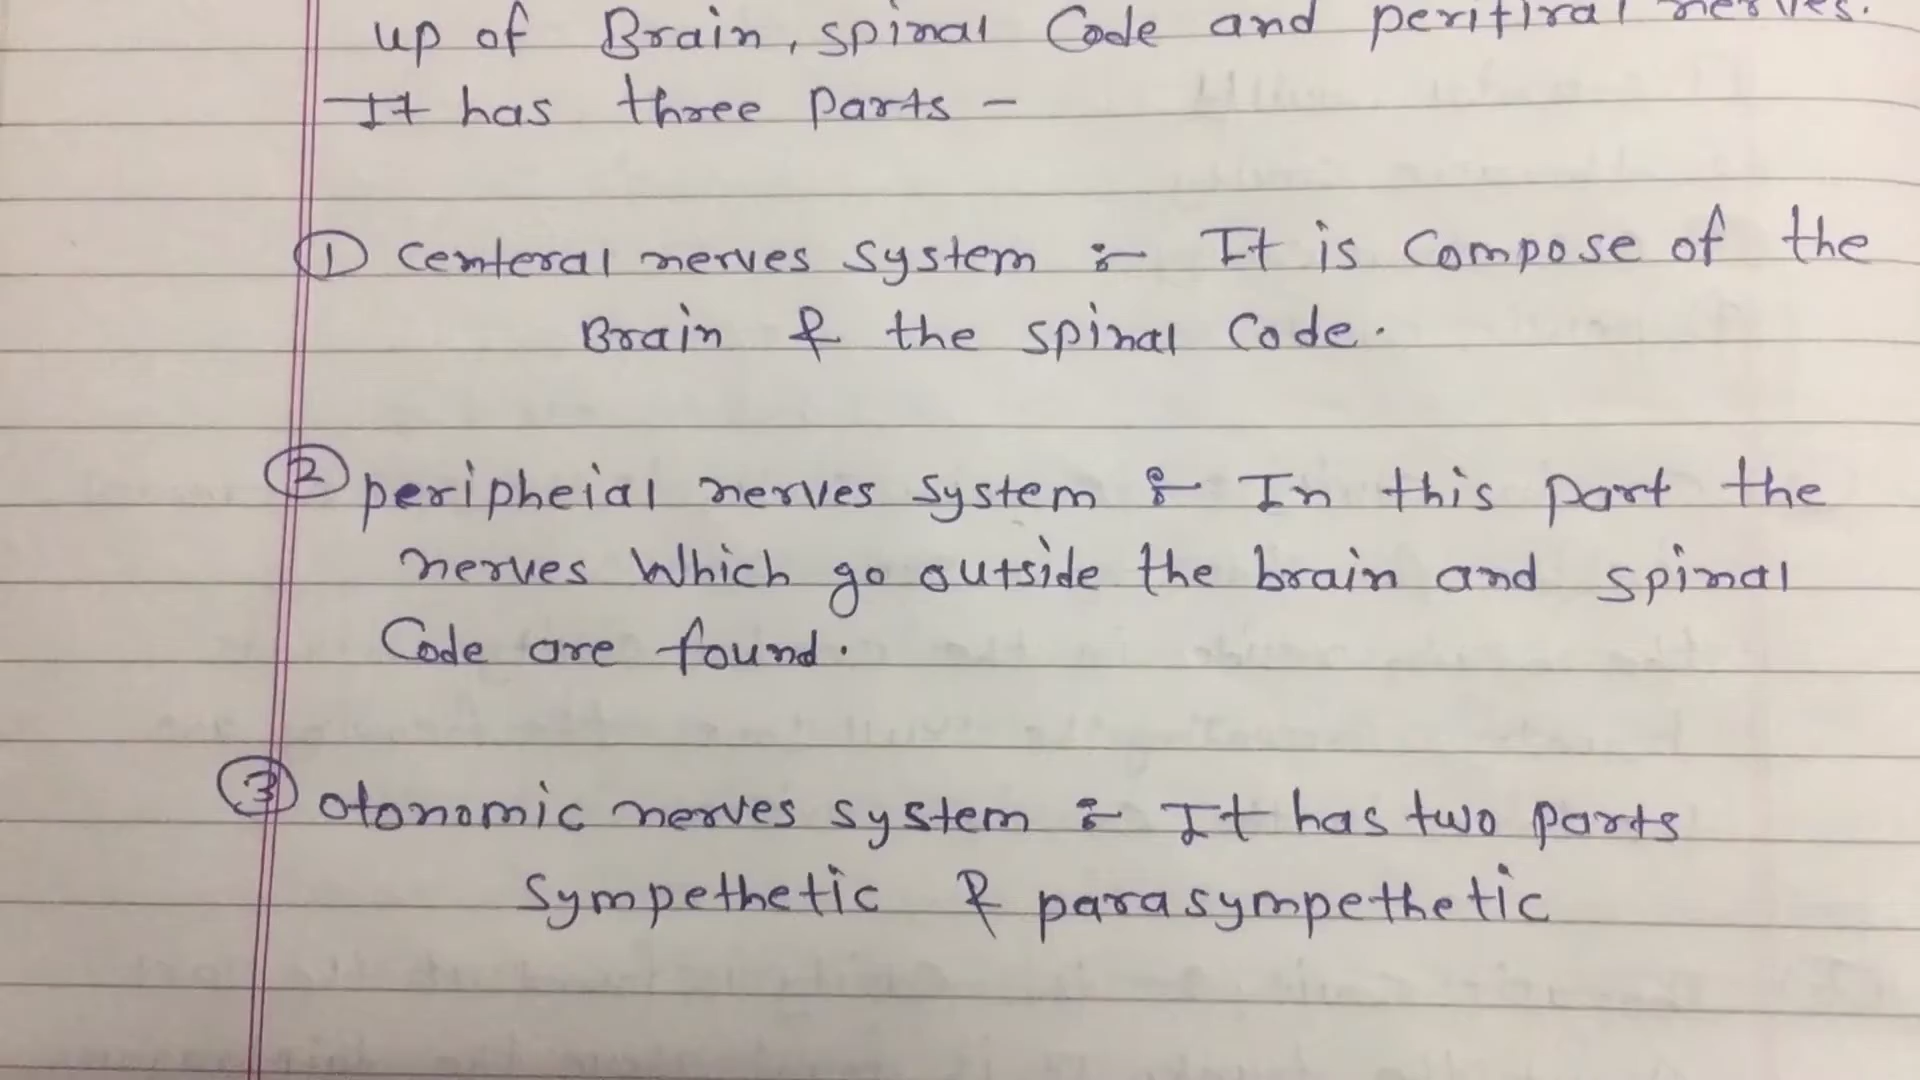 up of Brain, spinal Code and peritiral nerves.
It has three parts -
① centeral nerves system :- It is Compose of the
Brain & the spinal Code.
② peripheial nerves system :- In this part the
nerves Which go outside the brain and spinal
Code are found.
③ otonomic nerves system :- It has two parts
Sympethetic & parasympethetic